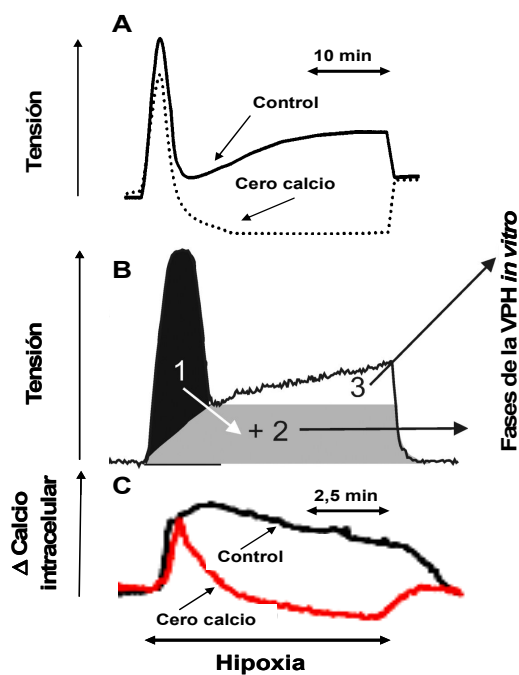 A
10 min
Tensión
Control
Cero calcio
B
Tensión
1
+ 2
3
Fases de la VPH in vitro
C
2,5 min
Δ Calcio
intracelular
Control
Cero calcio
Hipoxia